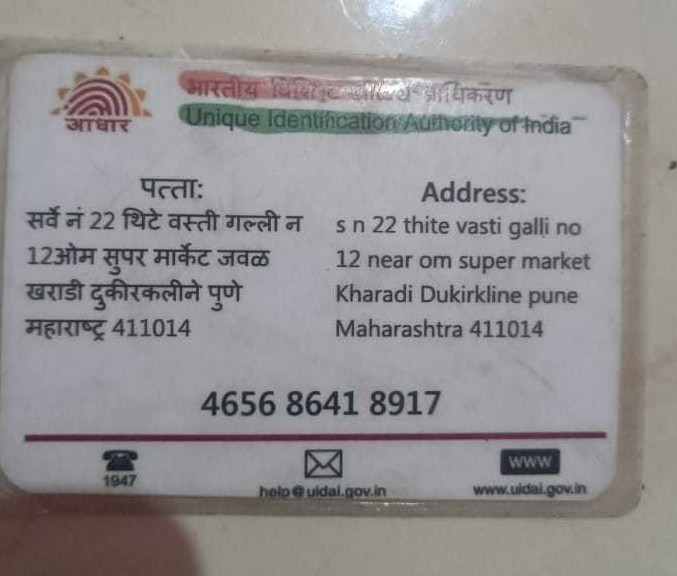 भारतीय प्राधिकरण
Unique Identification Authority of India
आधार
पत्ता:
सर्वे नं 22 थिटे वस्ती गल्ली न
12ओम सुपर मार्केट जवळ
खराडी दुकीरकलीने पुणे
महाराष्ट्र 411014
Address:
s n 22 thite vasti galli no
12 near om super market
Kharadi Dukirkline pune
Maharashtra 411014
4656 8641 8917
1947
help@uidai.gov.in
www
www.uidai.gov.in